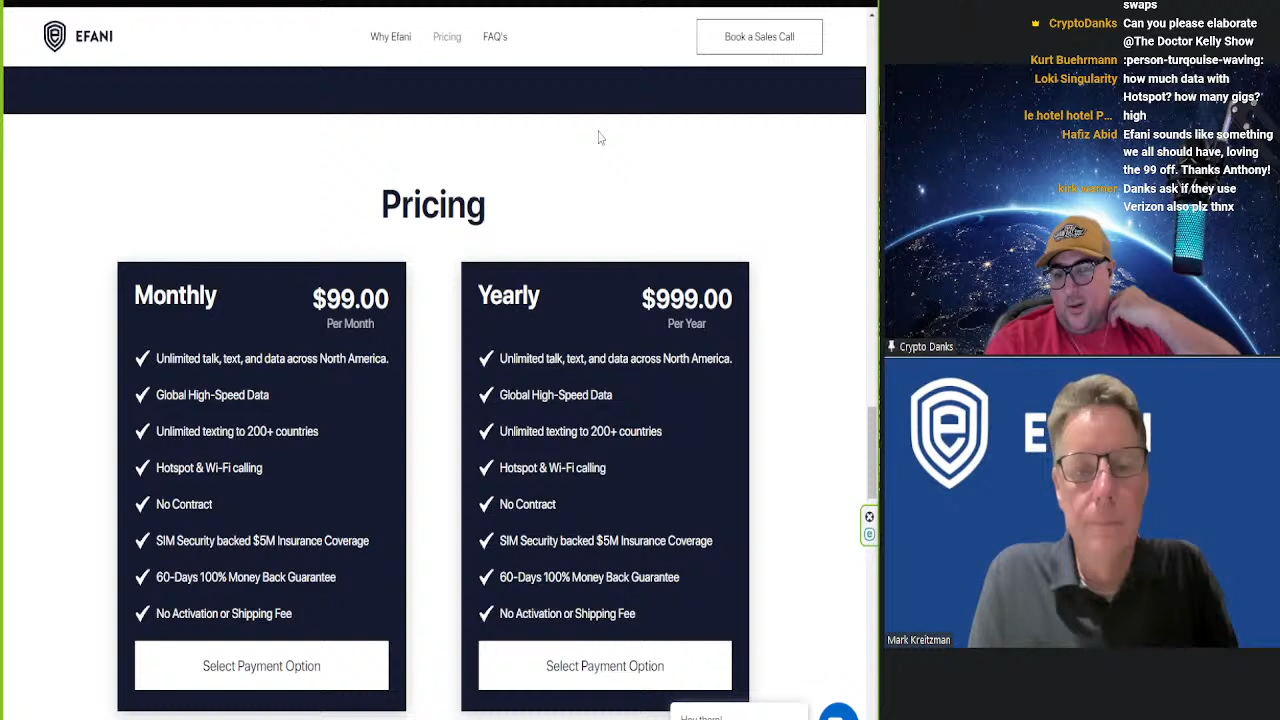 EFANI
Why Efani
Pricing
FAQ's
Book a Sales Call
Pricing
Monthly
$99.00
Per Month
Unlimited talk, text, and data across North America.
Global High-Speed Data
Unlimited texting to 200+ countries
Hotspot & Wi-Fi calling
No Contract
SIM Security backed $5M Insurance Coverage
60-Days 100% Money Back Guarantee
No Activation or Shipping Fee
Select Payment Option
Yearly
$999.00
Per Year
Unlimited talk, text, and data across North America.
Global High-Speed Data
Unlimited texting to 200+ countries
Hotspot & Wi-Fi calling
No Contract
SIM Security backed $5M Insurance Coverage
60-Days 100% Money Back Guarantee
No Activation or Shipping Fee
Select Payment Option
Hey there!
swaps
CryptoDanks Can you please elaborate
@The Doctor Kelly Show
Kurt Buehrmann :person-turqouise-waving:
Loki Singularity how much data with
Hotspot? how many gigs?
le hotel hotel P... high
Hafiz Abid Efani sounds like something
we all should have, loving
the 99 off. Thanks Anthony!
kirk warner Danks ask if they use
Verizon also plz thnx
Crypto Danks
E
Mark Kreitzman